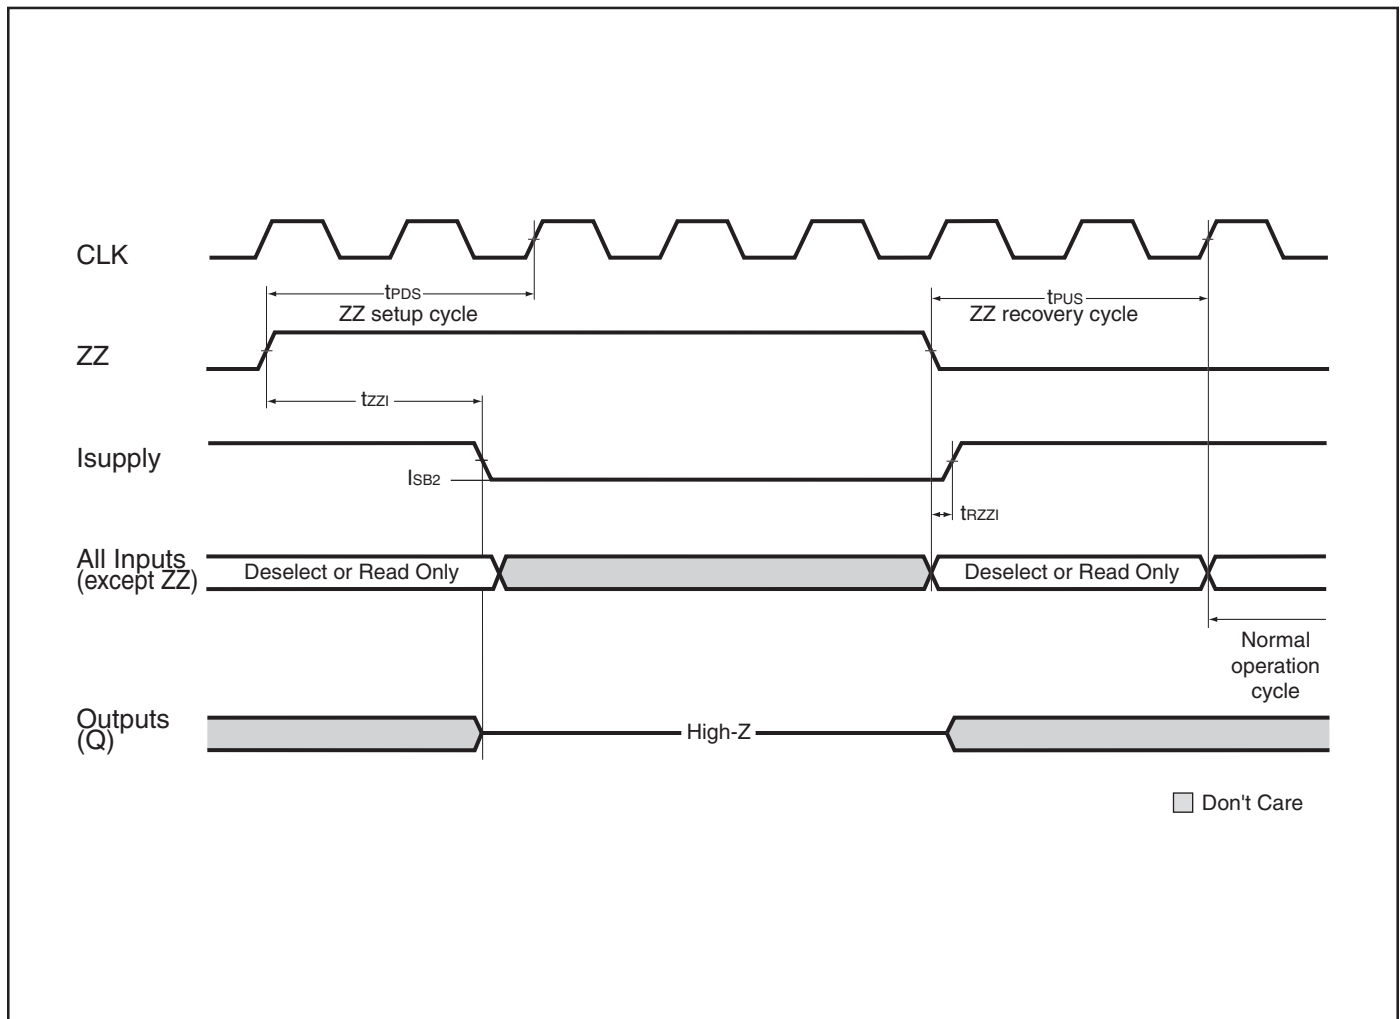 CLK
tPDS
ZZ setup cycle
tPUS
ZZ recovery cycle
ZZ
tZZI
Isupply
ISB2
tRZZI
All Inputs
(except ZZ)
Deselect or Read Only
Deselect or Read Only
Normal
operation
cycle
Outputs
(Q)
High-Z
Don't Care